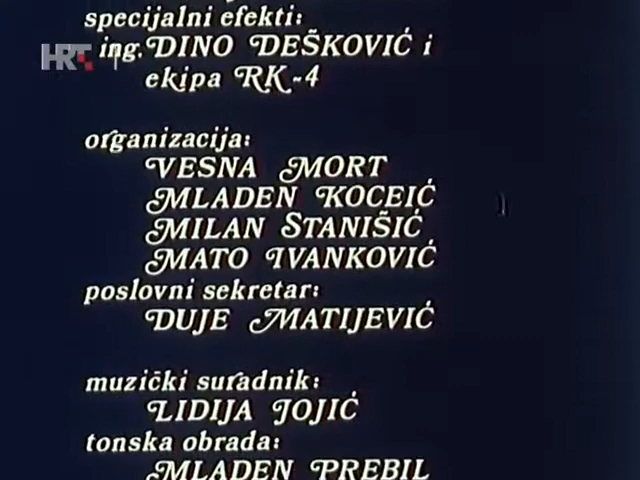 specijalni efekti:
HRT 1
ing. DINO DEŠKOVIĆ i
ekipa RK-4
organizacija:
VESNA MORT
MLADEN KOCEIĆ
MILAN STANIŠIĆ
MATO IVANKOVIĆ
poslovni sekretar:
DUJE MATIJEVIĆ
muzički suradnik:
LIDIJA JOJIĆ
tonska obrada:
MLADEN PREBIL